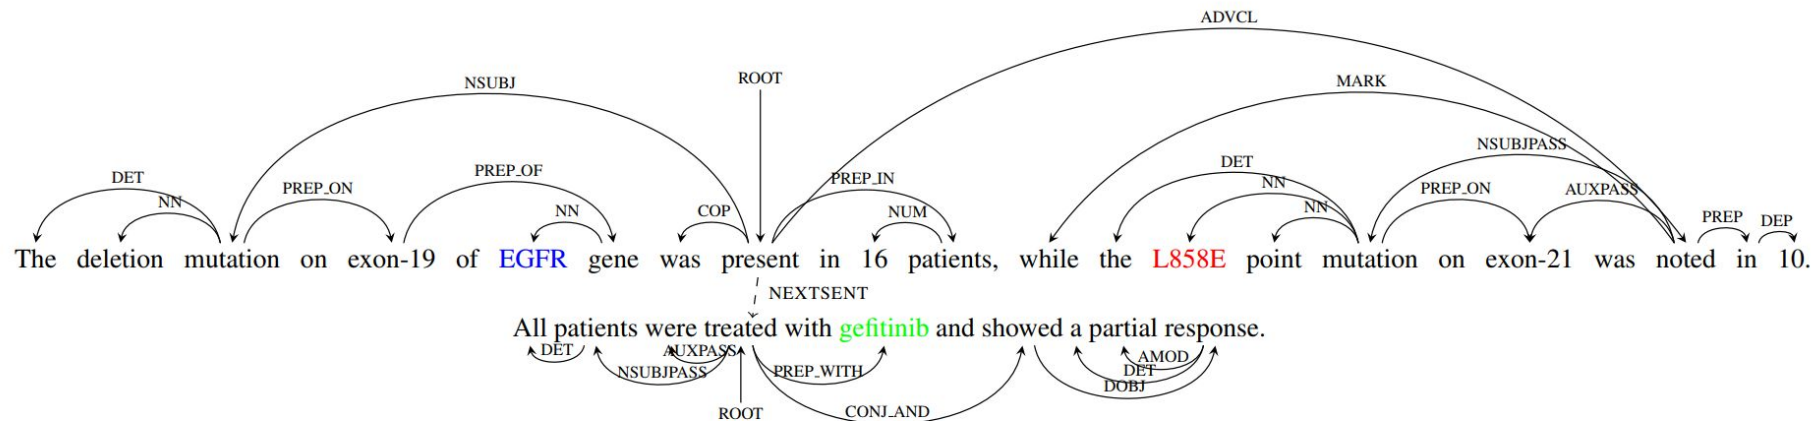 ADVCL
ROOT
NSUBJ
MARK
NSUBJPASS
DET
PREP_OF
PREP_IN
DET
NN
PREP_ON
NN
PREP_ON
AUXPASS
NN
COP
NUM
NN
PREP
DEP
The deletion mutation on exon-19 of EGFR gene was present in 16 patients, while the L858E point mutation on exon-21 was noted in 10.
NEXTSENT
All patients were treated with gefitinib and showed a partial response.
DET
AUXPASS
AMOD
NSUBJPASS
PREP_WITH
DET
DOBJ
ROOT
CONJ_AND